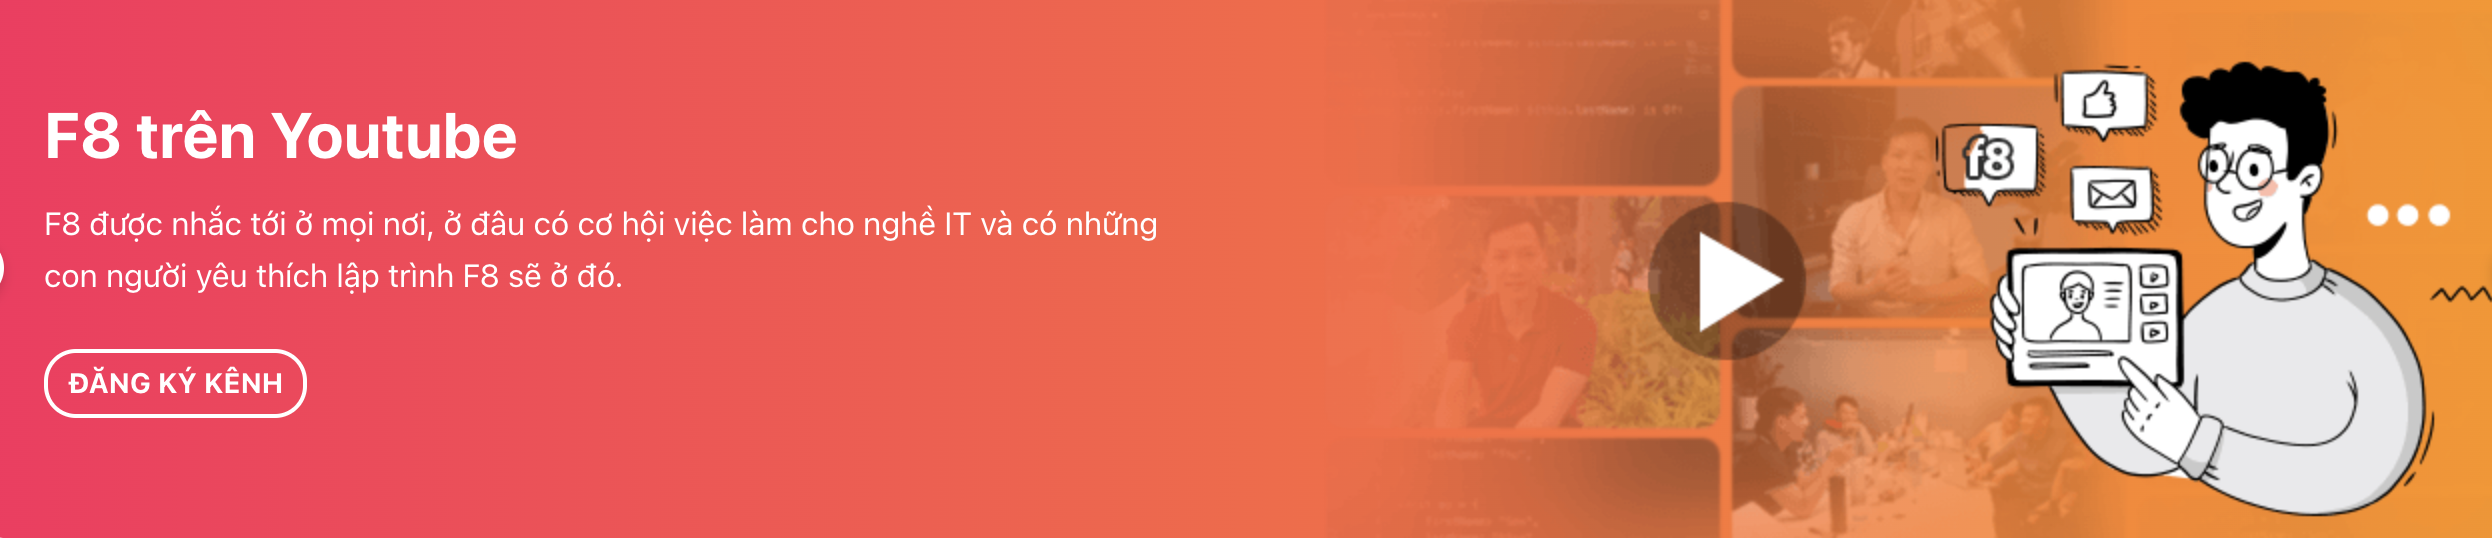 F8 trên Youtube
F8 được nhắc tới ở mọi nơi, ở đâu có cơ hội việc làm cho nghề IT và có những
con người yêu thích lập trình F8 sẽ ở đó.
ĐĂNG KÝ KÊNH
f8